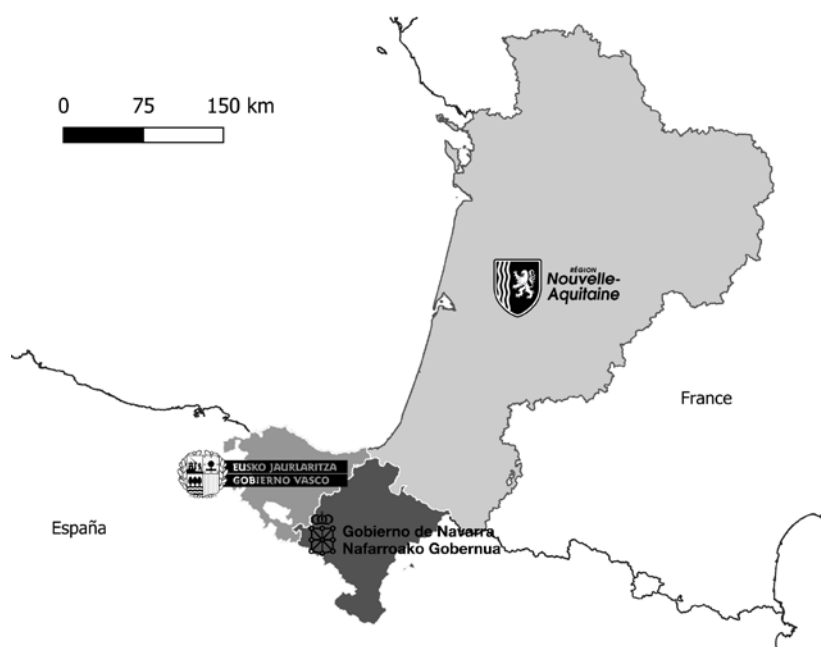 0 75 150 km
RÉGION
Nouvelle-
Aquitaine
France
EUSKO JAURLARITZA
GOBIERNO VASCO
España
Gobierno de Navarra
Nafarroako Gobernua